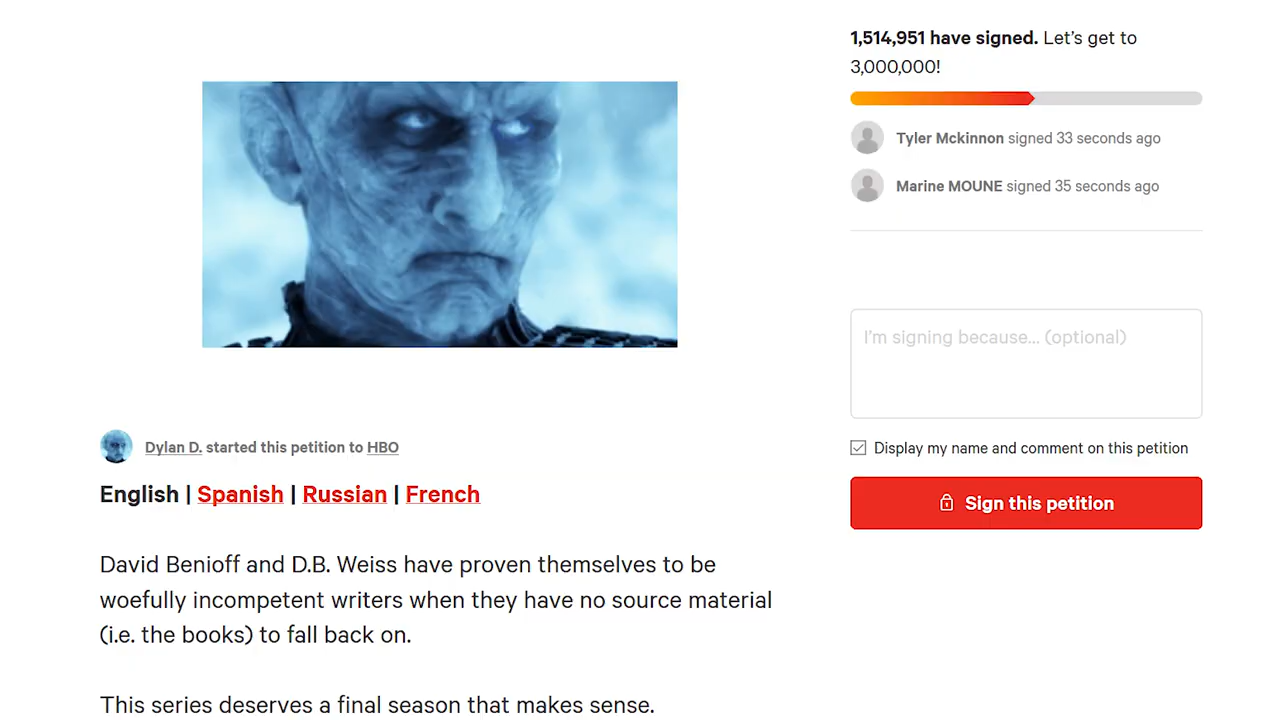 1,514,951 have signed. Let’s get to
3,000,000!
Tyler Mckinnon signed 33 seconds ago
Marine MOUNE signed 35 seconds ago
I'm signing because... (optional)
Display my name and comment on this petition
Sign this petition
Dylan D. started this petition to HBO
English | Spanish | Russian | French
David Benioff and D.B. Weiss have proven themselves to be
woefully incompetent writers when they have no source material
(i.e. the books) to fall back on.
This series deserves a final season that makes sense.